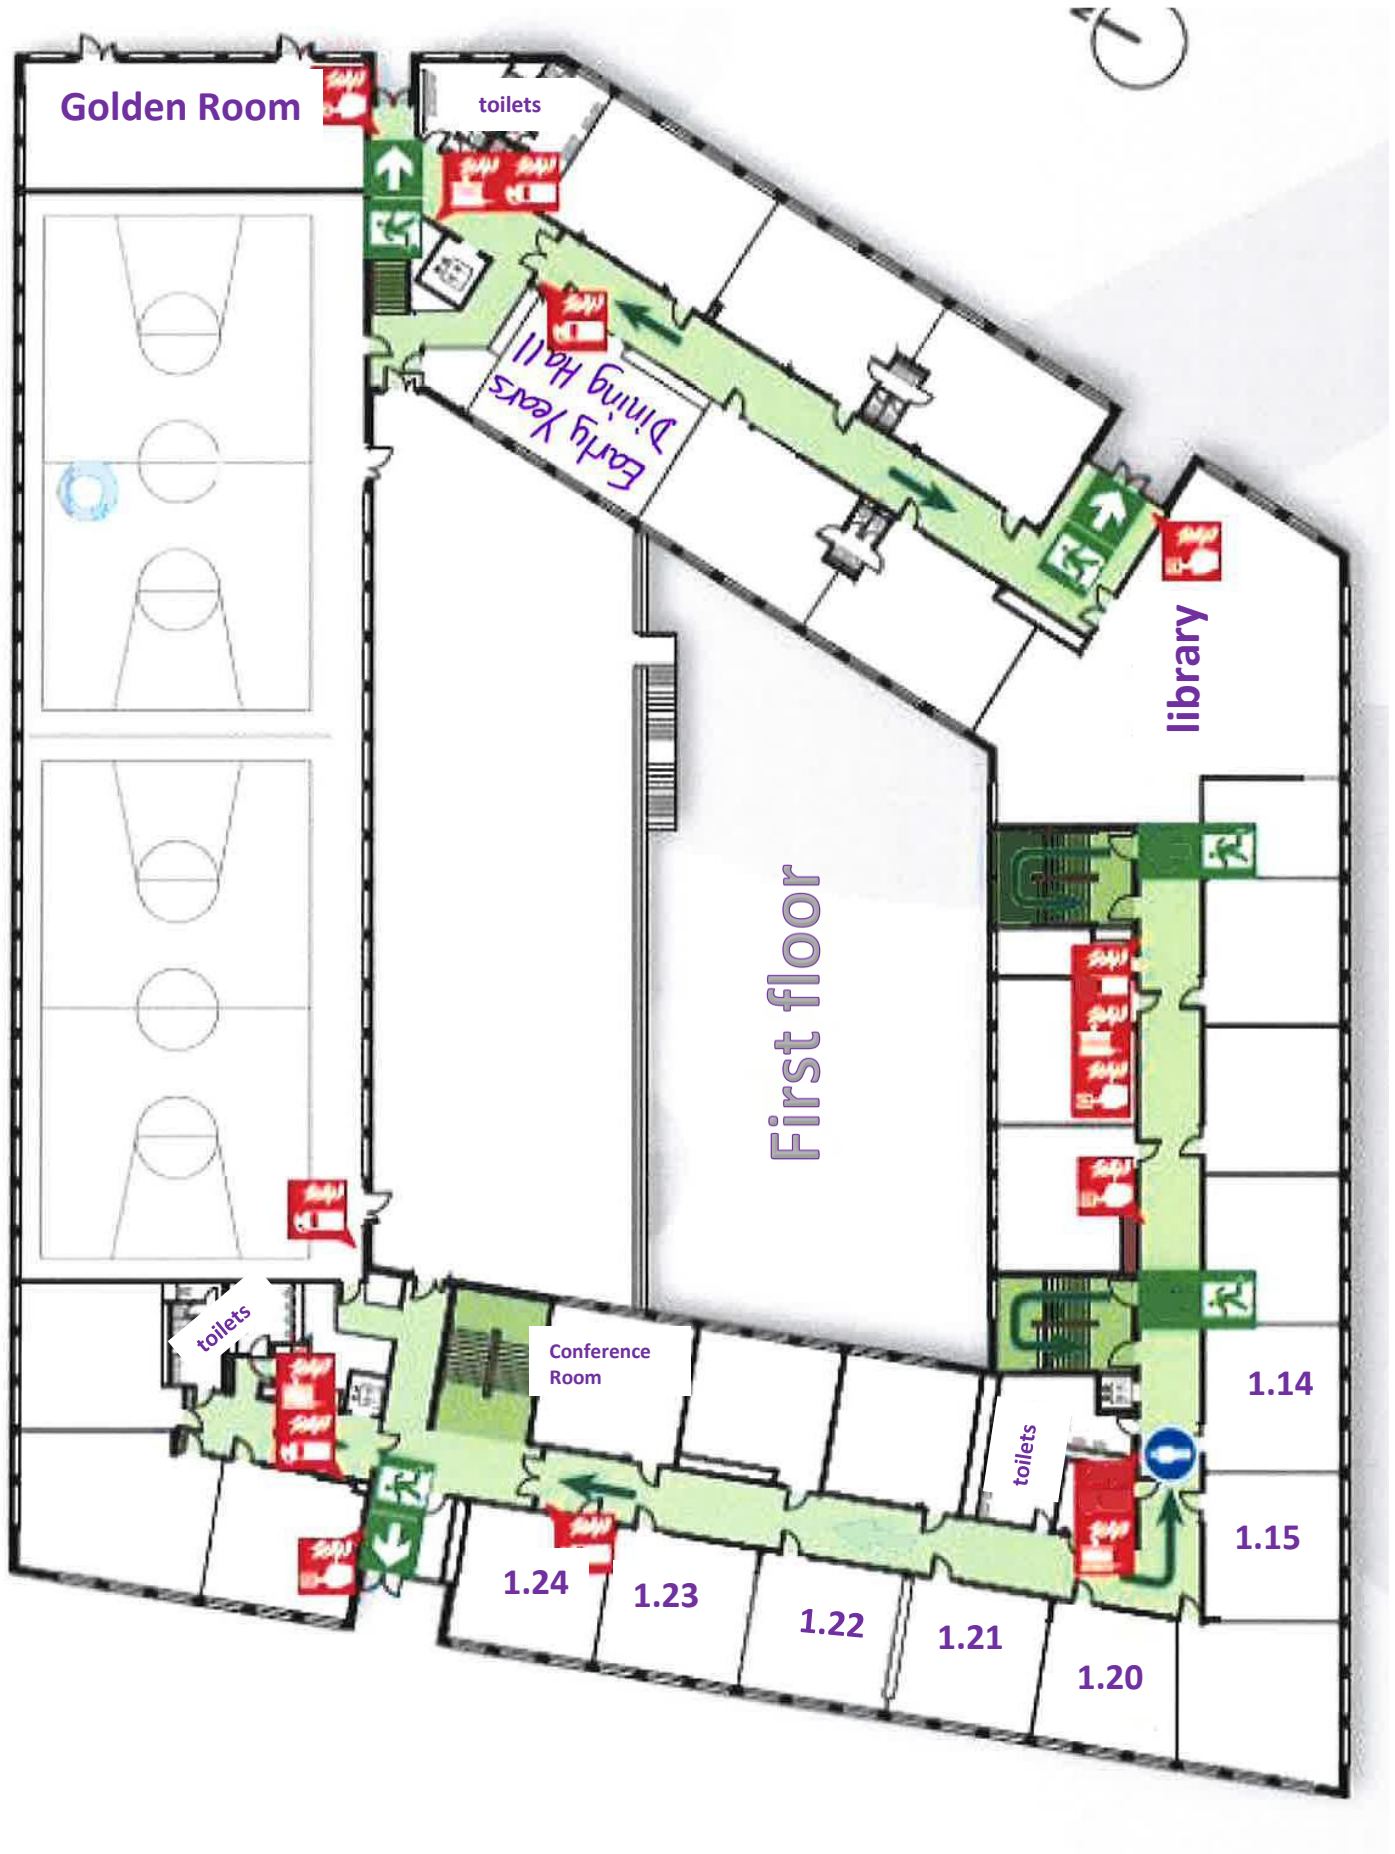 Golden Room
toilets
Early Years
Dining Hall
library
First floor
toilets
Conference
Room
1.14
toilets
1.15
1.24
1.23
1.22
1.21
1.20